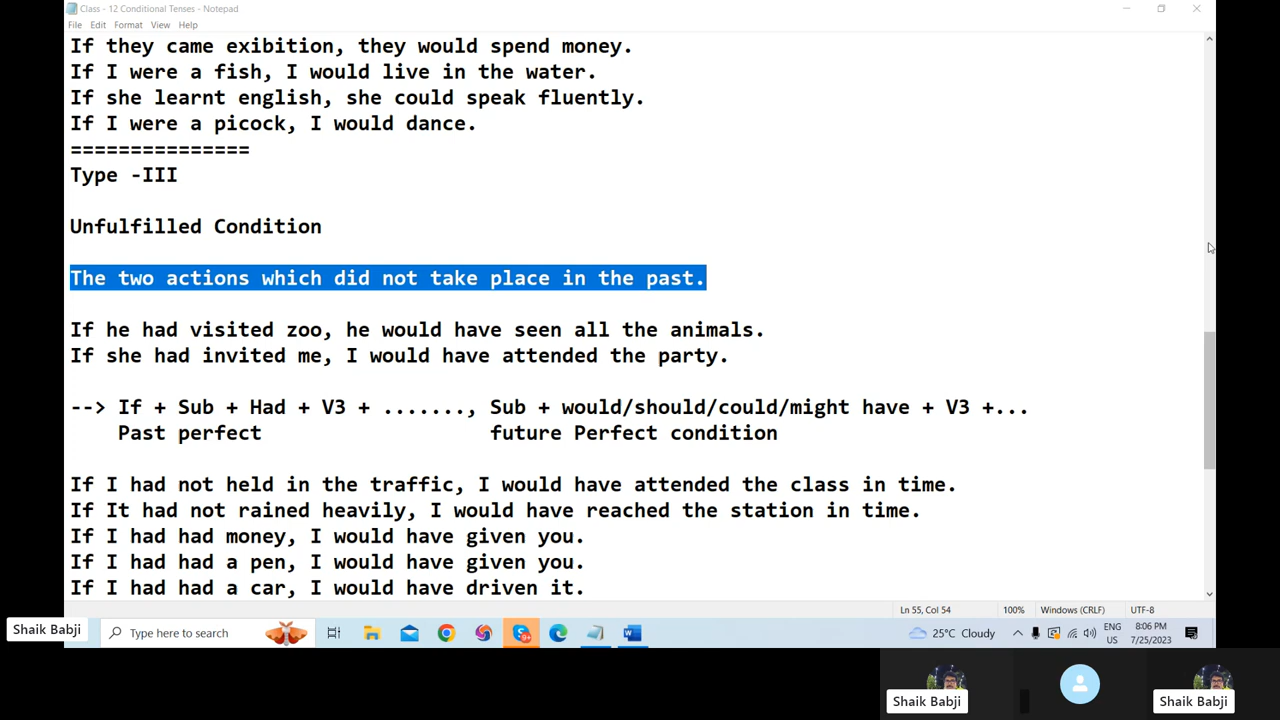 Class - 12 Conditional Tenses - Notepad
File Edit Format View Help
If they came exibition, they would spend money.
If I were a fish, I would live in the water.
If she learnt english, she could speak fluently.
If I were a picock, I would dance.
===============
Type -III
Unfulfilled Condition
The two actions which did not take place in the past.
If he had visited zoo, he would have seen all the animals.
If she had invited me, I would have attended the party.
--> If + Sub + Had + V3 + ......., Sub + would/should/could/might have + V3 +...
Past perfect future Perfect condition
If I had not held in the traffic, I would have attended the class in time.
If It had not rained heavily, I would have reached the station in time.
If I had had money, I would have given you.
If I had had a pen, I would have given you.
If I had had a car, I would have driven it.
Ln 55, Col 54 100% Windows (CRLF) UTF-8
Shaik Babji
Type here to search
25°C Cloudy
ENG
US
8:06 PM
7/25/2023
Shaik Babji
Shaik Babji